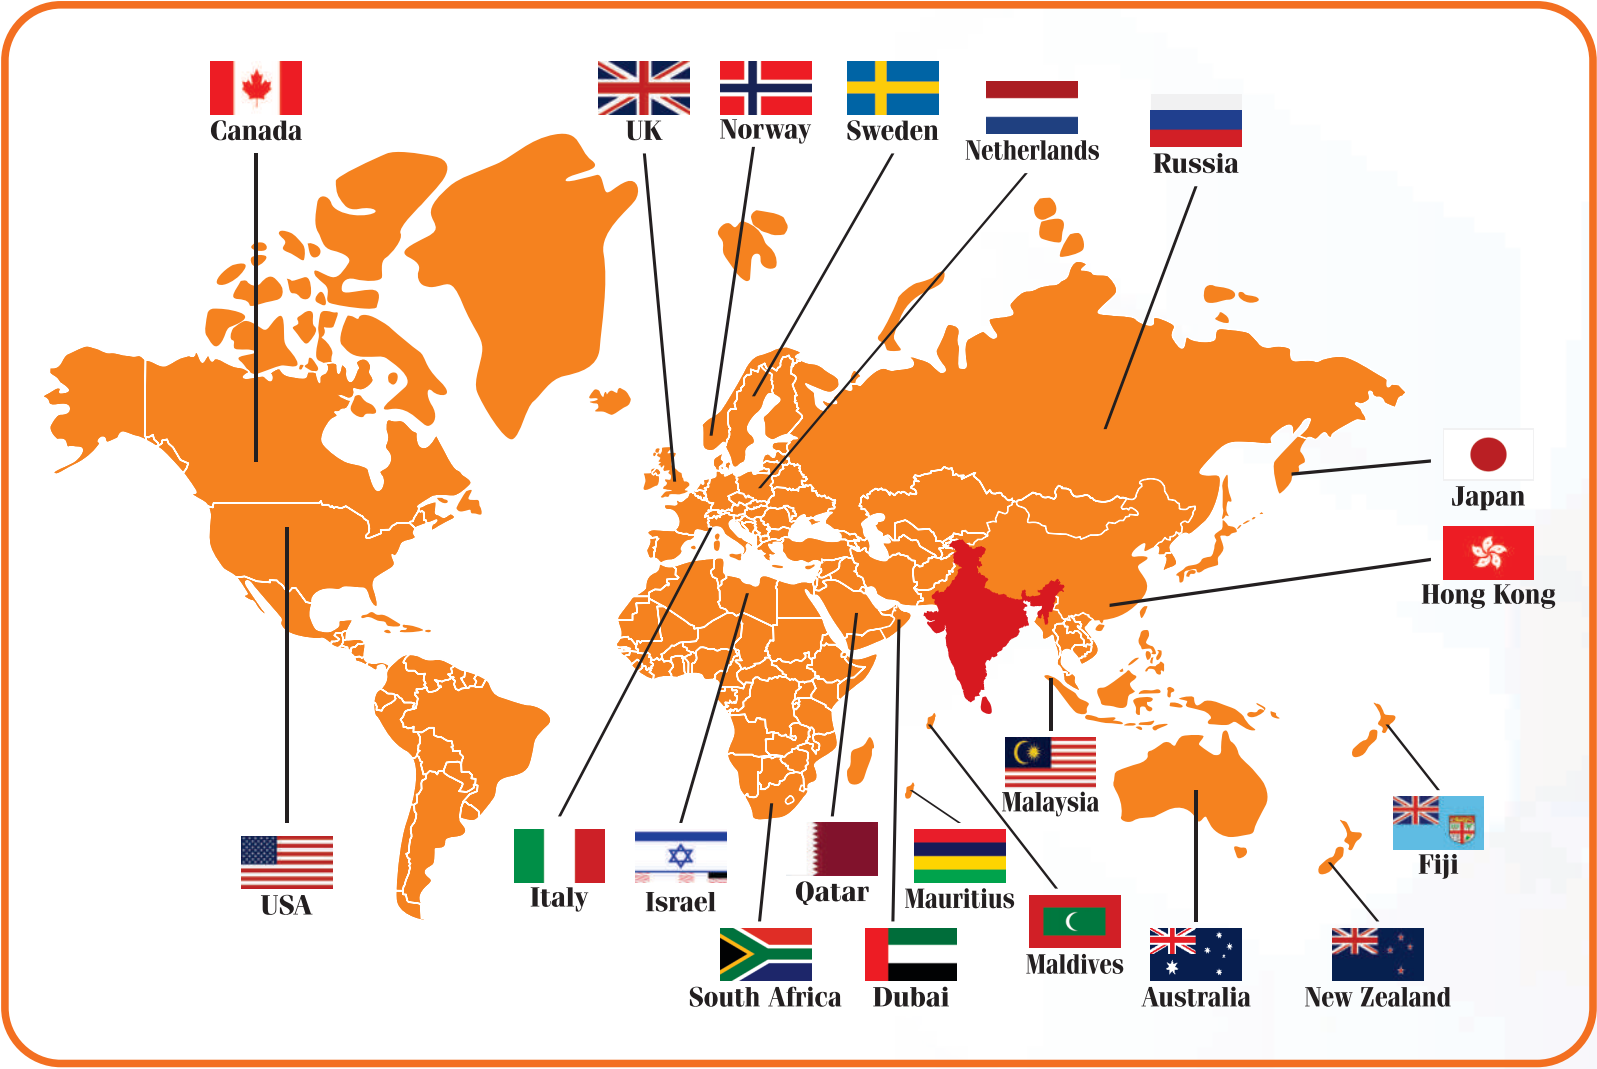 Canada
UK
Norway
Sweden
Netherlands
Russia
Japan
Hong Kong
Malaysia
Fiji
USA
Italy
Israel
Qatar
Mauritius
Maldives
South Africa
Dubai
Australia
New Zealand